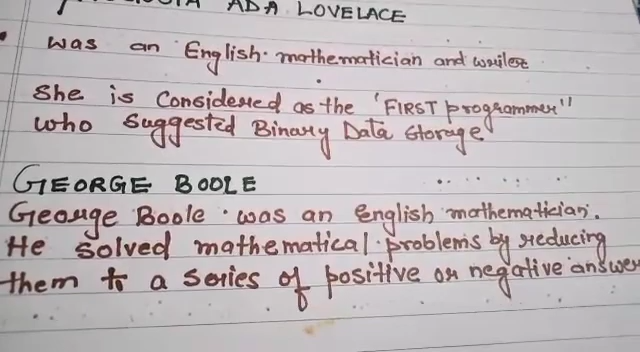 ADA LOVELACE
was an English mathematician and writer
She is Considered as the 'FIRST programmer"
who suggested Binary Data Storage
GEORGE BOOLE
George Boole was an English mathematician.
He solved mathematical problems by reducing
them to a series of positive or negative answer